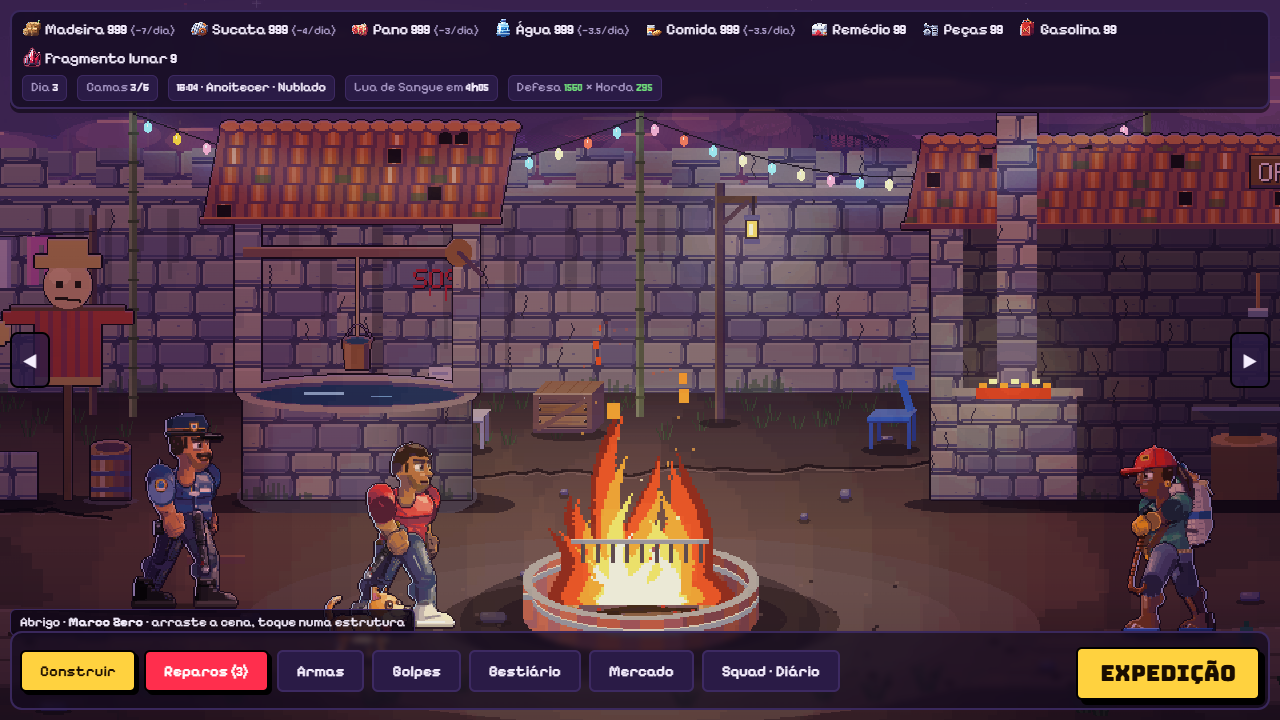 Madeira 999 (-7/dia) Sucata 999 (-4/dia) Pano 999 (-3/dia) Água 999 (-3.5/dia) Comida 999 (-3.5/dia) Remédio 99 Peças 99 Gasolina 99
Fragmento lunar 9
Dia 3 Camas 3/6 18:04 · Anoitecer · Nublado Lua de Sangue em 4h05 Defesa 1560 × Horda 295
SOS
Abrigo · Marco Zero · arraste a cena, toque numa estrutura
Construir Reparos (3) Armas Golpes Bestiário Mercado Squad · Diário EXPEDIÇÃO